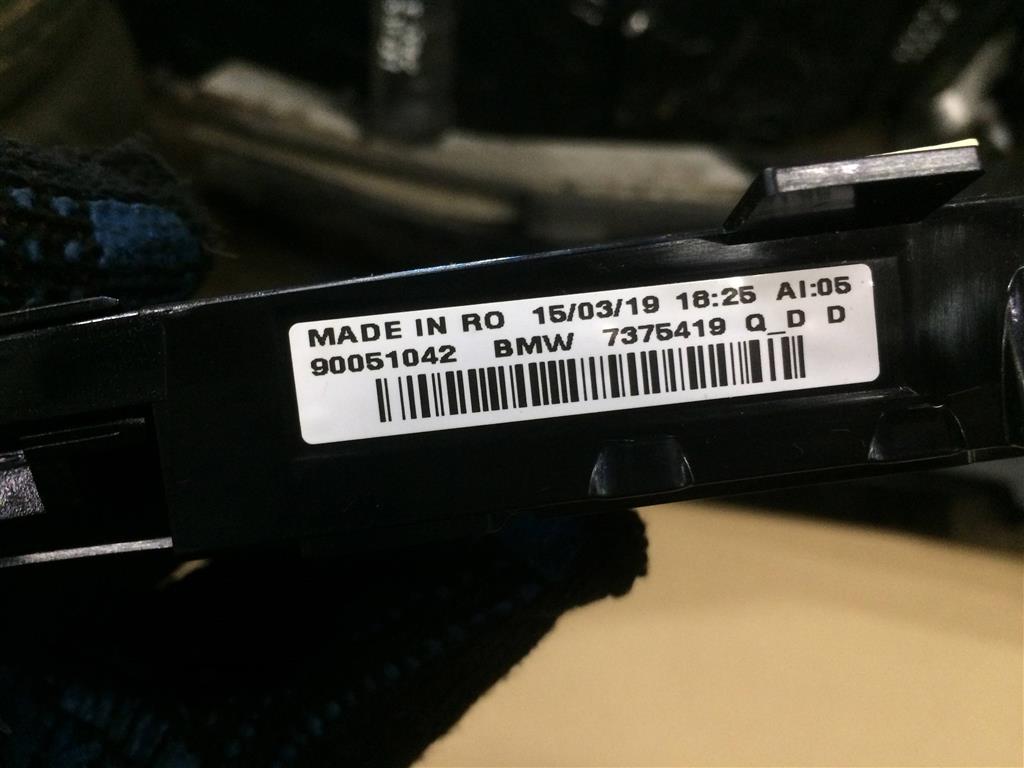 MADE IN RO 15/03/19 18:25 AI:05
90051042 BMW 7375419 Q_D D